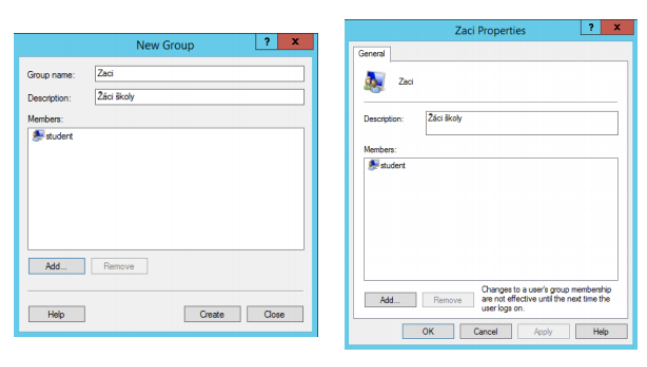 New Group
? x
Group name: Zaci
Description: Žáci školy
Members:
student
Add... Remove
Help Create Close
Zaci Properties
? x
General
Zaci
Description: Žáci školy
Members:
student
Add... Remove
Changes to a user's group membership
are not effective until the next time the
user logs on.
OK Cancel Apply Help